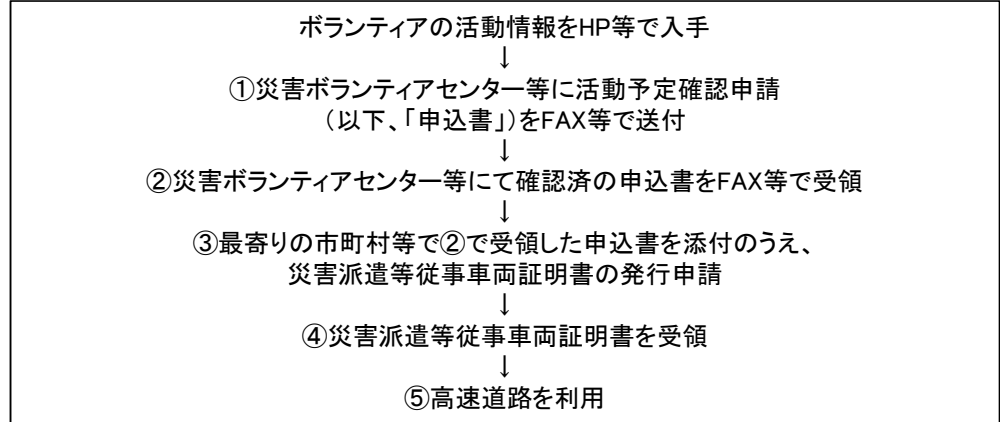 ボランティアの活動情報をHP等で入手
↓
①災害ボランティアセンター等に活動予定確認申請
（以下、「申込書」）をFAX等で送付
↓
②災害ボランティアセンター等にて確認済の申込書をFAX等で受領
↓
③最寄りの市町村等で②で受領した申込書を添付のうえ、
災害派遣等従事車両証明書の発行申請
↓
④災害派遣等従事車両証明書を受領
↓
⑤高速道路を利用